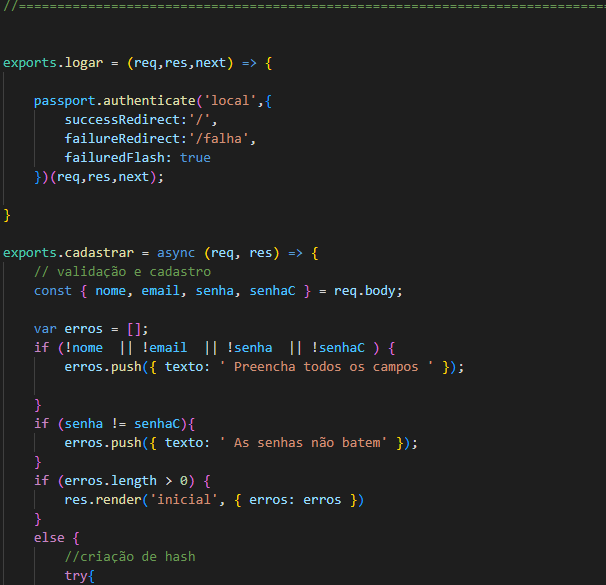 //==========================================================================
exports.logar = (req,res,next) => {
passport.authenticate('local',{
successRedirect:'/',
failureRedirect:'/falha',
failuredFlash: true
})(req,res,next);
}
exports.cadastrar = async (req, res) => {
// validação e cadastro
const { nome, email, senha, senhaC } = req.body;
var erros = [];
if (!nome || !email || !senha || !senhaC ) {
erros.push({ texto: ' Preencha todos os campos ' });
}
if (senha != senhaC){
erros.push({ texto: ' As senhas não batem' });
}
if (erros.length > 0) {
res.render('inicial', { erros: erros })
}
else {
//criação de hash
try{